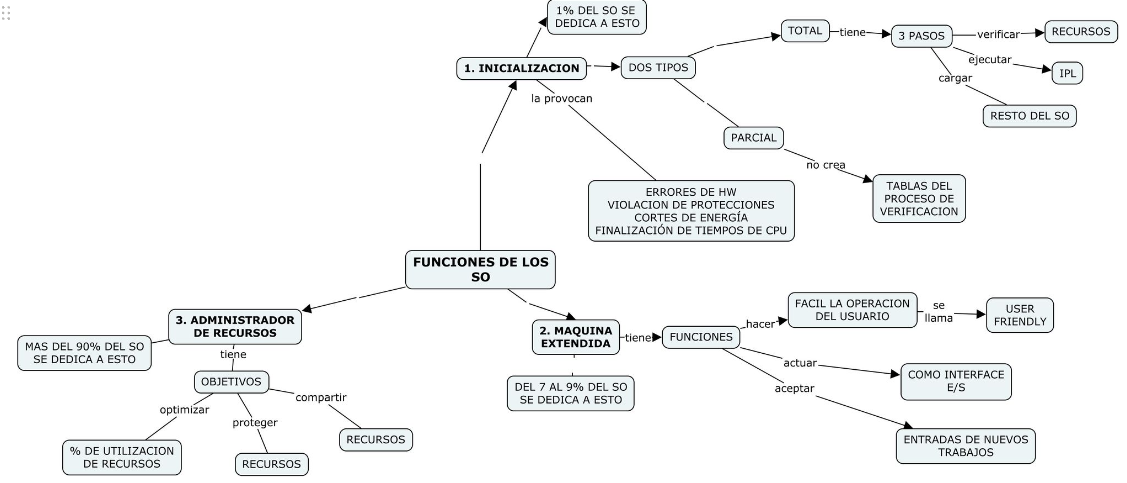 1% DEL SO SE
DEDICA A ESTO
TOTAL
tiene
3 PASOS
verificar
RECURSOS
1. INICIALIZACION
DOS TIPOS
ejecutar
IPL
cargar
RESTO DEL SO
la provocan
PARCIAL
no crea
TABLAS DEL
PROCESO DE
VERIFICACION
ERRORES DE HW
VIOLACION DE PROTECCIONES
CORTES DE ENERGÍA
FINALIZACIÓN DE TIEMPOS DE CPU
FUNCIONES DE LOS
SO
3. ADMINISTRADOR
DE RECURSOS
MAS DEL 90% DEL SO
SE DEDICA A ESTO
tiene
OBJETIVOS
optimizar
proteger
compartir
% DE UTILIZACION
DE RECURSOS
RECURSOS
RECURSOS
2. MAQUINA
EXTENDIDA
tiene
FUNCIONES
DEL 7 AL 9% DEL SO
SE DEDICA A ESTO
hacer
FACIL LA OPERACION
DEL USUARIO
se
llama
USER
FRIENDLY
actuar
COMO INTERFACE
E/S
aceptar
ENTRADAS DE NUEVOS
TRABAJOS